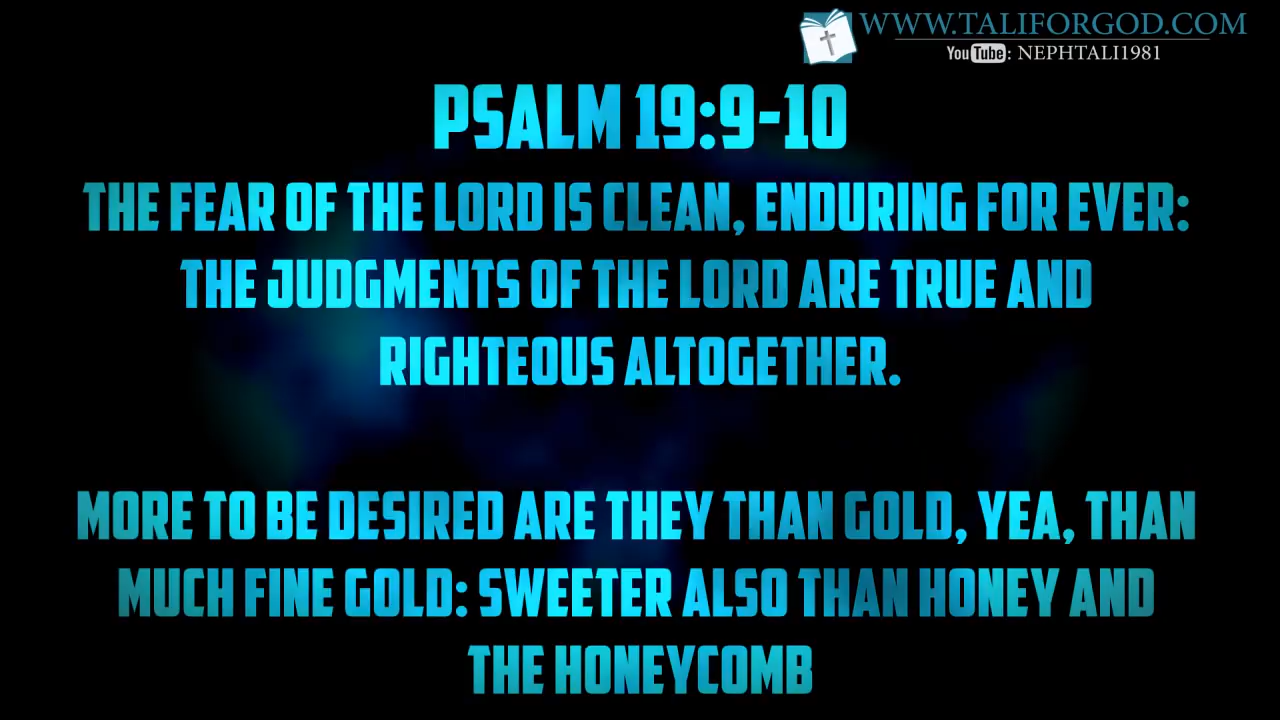 WWW.TALIFORGOD.COM
YouTube: NEPHTALI1981
PSALM 19:9-10
THE FEAR OF THE LORD IS CLEAN, ENDURING FOR EVER:
THE JUDGMENTS OF THE LORD ARE TRUE AND
RIGHTEOUS ALTOGETHER.
MORE TO BE DESIRED ARE THEY THAN GOLD, YEA, THAN
MUCH FINE GOLD: SWEETER ALSO THAN HONEY AND
THE HONEYCOMB